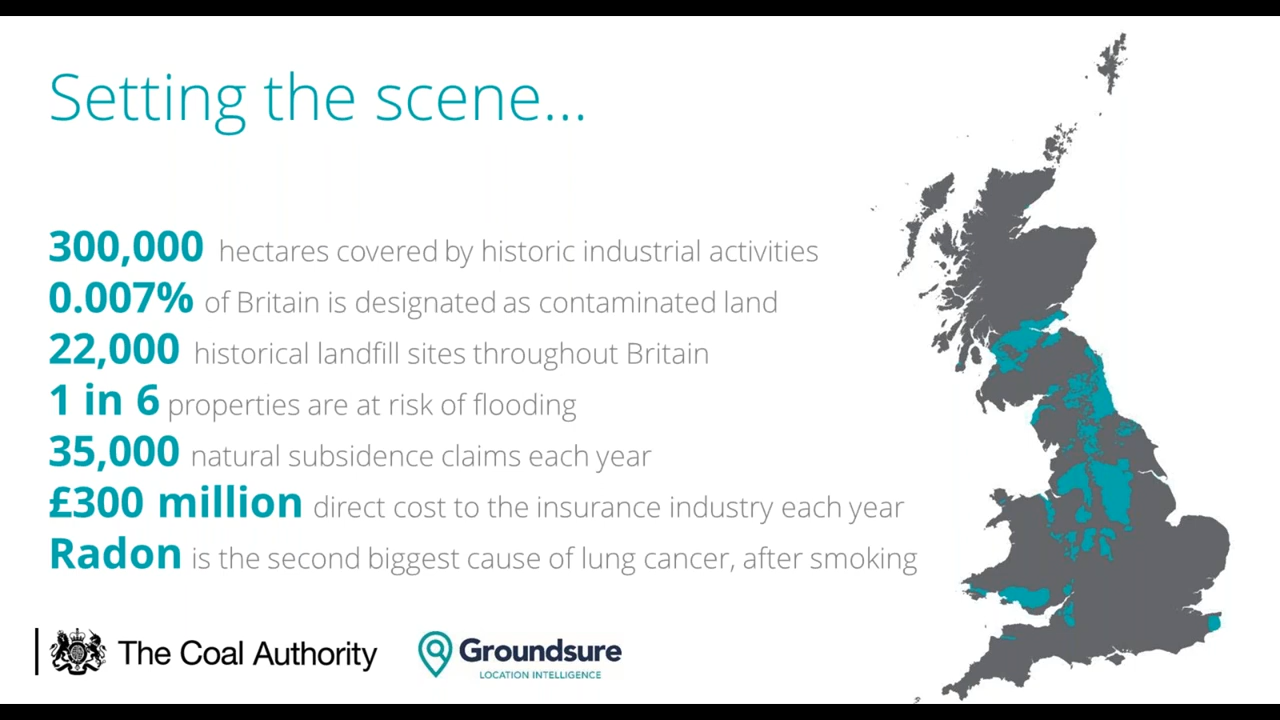 Setting the scene...
300,000 hectares covered by historic industrial activities
0.007% of Britain is designated as contaminated land
22,000 historical landfill sites throughout Britain
1 in 6 properties are at risk of flooding
35,000 natural subsidence claims each year
£300 million direct cost to the insurance industry each year
Radon is the second biggest cause of lung cancer, after smoking
The Coal Authority
Groundsure
LOCATION INTELLIGENCE